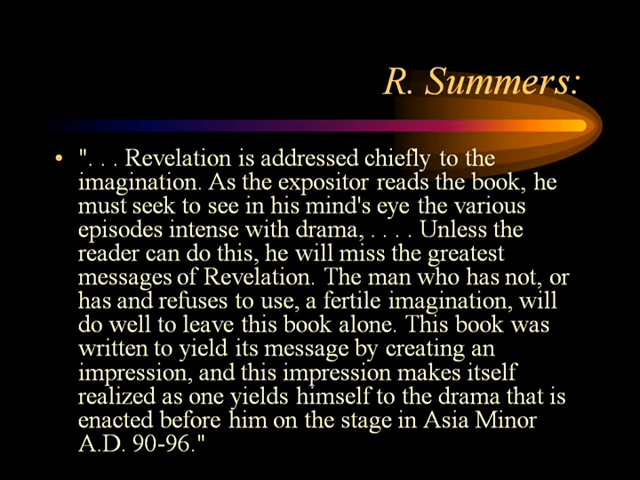 R. Summers:
• ". . . Revelation is addressed chiefly to the
imagination. As the expositor reads the book, he
must seek to see in his mind's eye the various
episodes intense with drama, . . . . Unless the
reader can do this, he will miss the greatest
messages of Revelation. The man who has not, or
has and refuses to use, a fertile imagination, will
do well to leave this book alone. This book was
written to yield its message by creating an
impression, and this impression makes itself
realized as one yields himself to the drama that is
enacted before him on the stage in Asia Minor
A.D. 90-96."